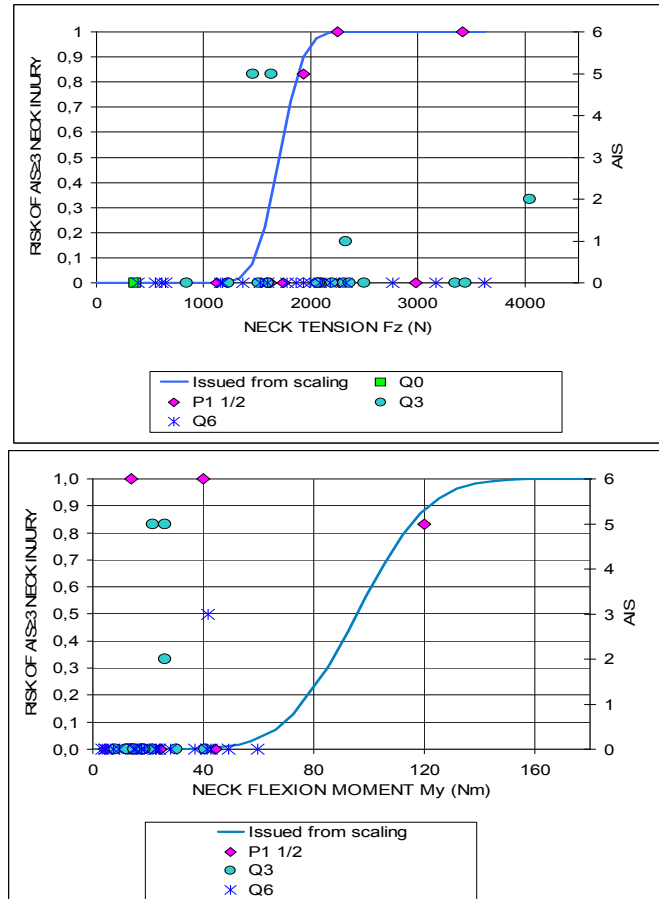 RISK OF AIS≥3 NECK INJURY
1
0,9
0,8
0,7
0,6
0,5
0,4
0,3
0,2
0,1
0
6
5
4
3
2
1
0
AIS
0 1000 2000 3000 4000
NECK TENSION Fz (N)
Issued from scaling
Q0
P1 1/2
Q3
Q6
RISK OF AIS≥3 NECK INJURY
1,0
0,9
0,8
0,7
0,6
0,5
0,4
0,3
0,2
0,1
0,0
6
5
4
3
2
1
0
AIS
0 40 80 120 160
NECK FLEXION MOMENT My (Nm)
Issued from scaling
P1 1/2
Q3
Q6